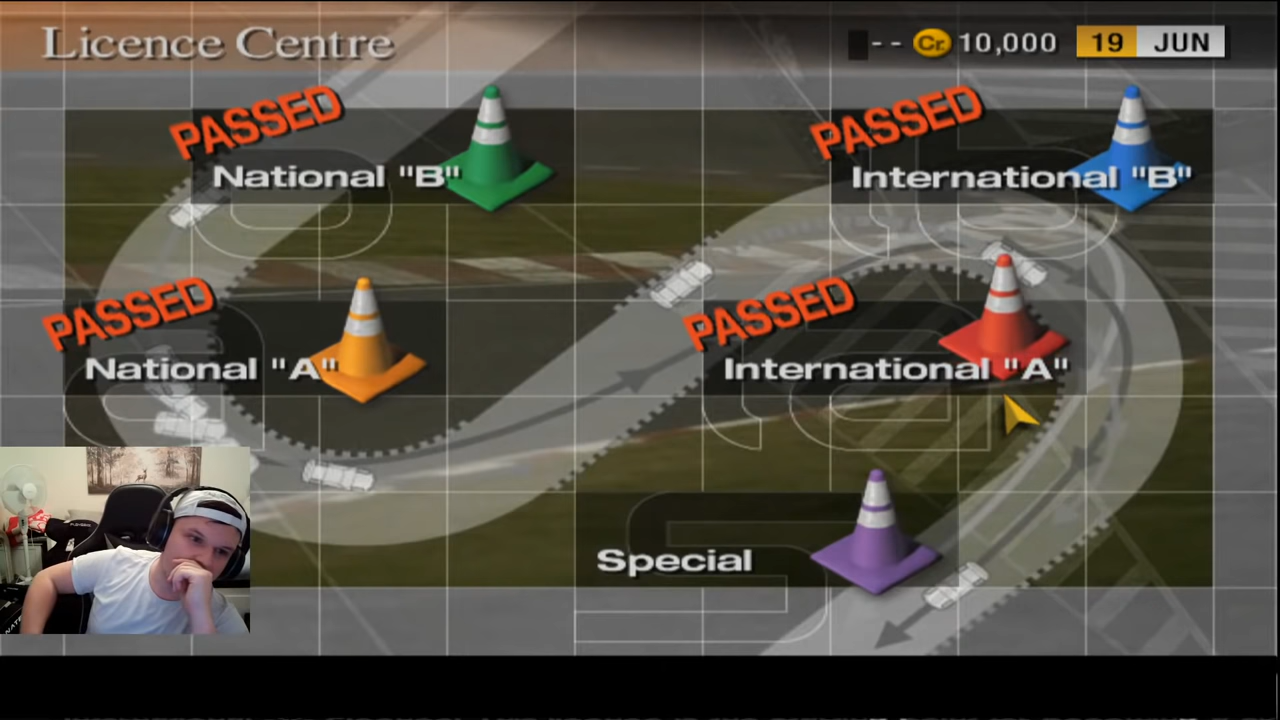 Licence Centre
-- Cr. 10,000 19 JUN
PASSED
National "B"
PASSED
International "B"
PASSED
National "A"
PASSED
International "A"
Special